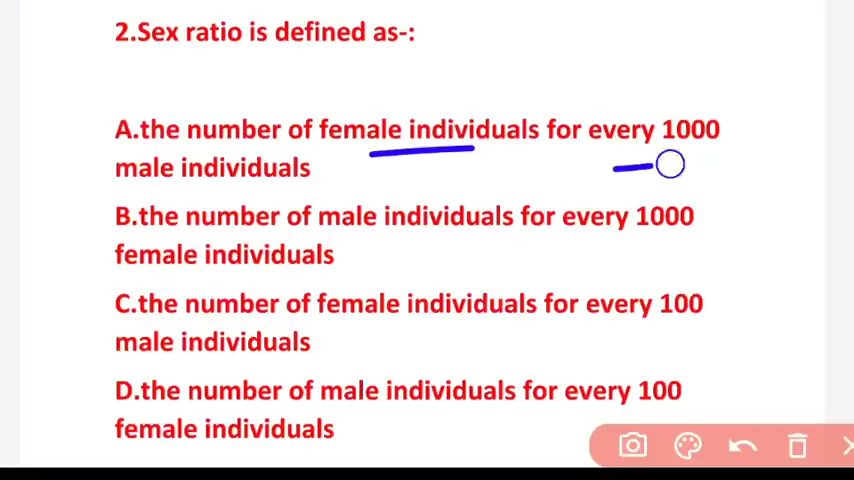 2.Sex ratio is defined as-:
A.the number of female individuals for every 1000
male individuals
B.the number of male individuals for every 1000
female individuals
C.the number of female individuals for every 100
male individuals
D.the number of male individuals for every 100
female individuals